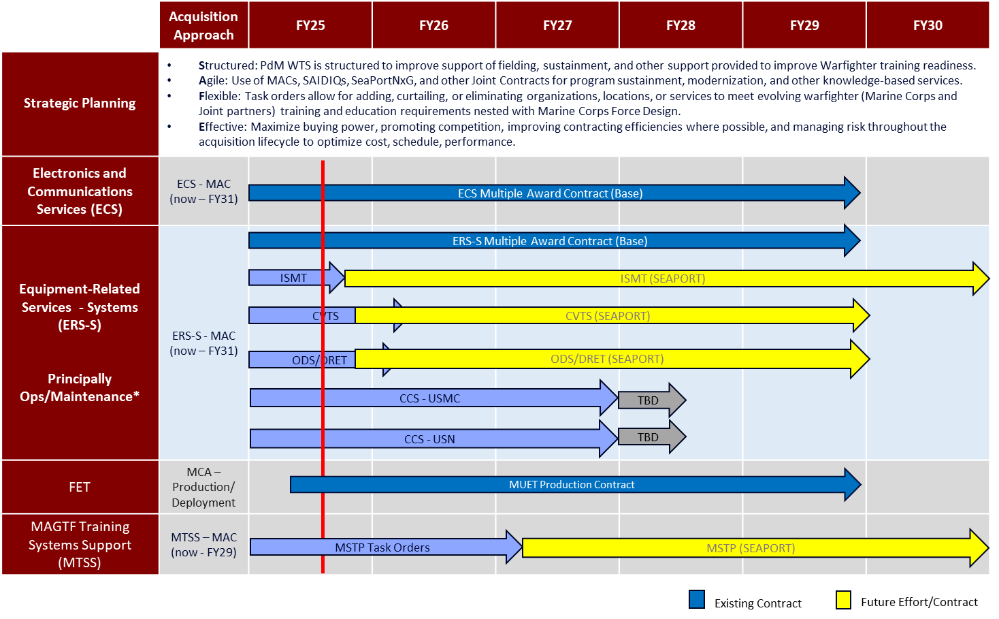 Acquisition
Approach
FY25
FY26
FY27
FY28
FY29
FY30
Strategic Planning
• Structured: PdM WTS is structured to improve support of fielding, sustainment, and other support provided to improve Warfighter training readiness.
• Agile: Use of MACs, SAIDIQs, SeaPortNxG, and other Joint Contracts for program sustainment, modernization, and other knowledge-based services.
• Flexible: Task orders allow for adding, curtailing, or eliminating organizations, locations, or services to meet evolving warfighter (Marine Corps and
Joint partners) training and education requirements nested with Marine Corps Force Design.
• Effective: Maximize buying power, promoting competition, improving contracting efficiencies where possible, and managing risk throughout the
acquisition lifecycle to optimize cost, schedule, performance.
Electronics and
Communications
Services (ECS)
ECS - MAC
(now – FY31)
ECS Multiple Award Contract (Base)
Equipment-Related
Services - Systems
(ERS-S)
Principally
Ops/Maintenance*
ERS-S - MAC
(now – FY31)
ERS-S Multiple Award Contract (Base)
ISMT
ISMT (SEAPORT)
CVTS
CVTS (SEAPORT)
ODS/DRET
ODS/DRET (SEAPORT)
CCS - USMC
TBD
CCS - USN
TBD
FET
MCA –
Production/
Deployment
MUET Production Contract
MAGTF Training
Systems Support
(MTSS)
MTSS – MAC
(now - FY29)
MSTP Task Orders
MSTP (SEAPORT)
Existing Contract
Future Effort/Contract